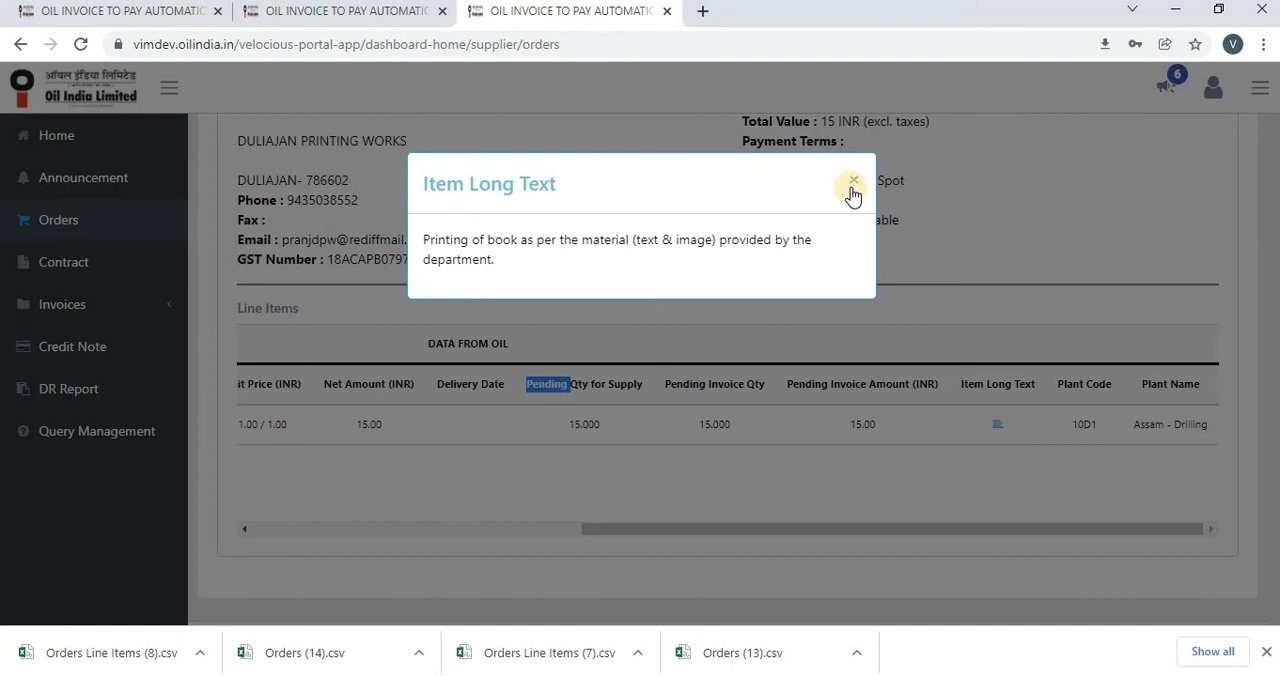 OIL INVOICE TO PAY AUTOMATIC
OIL INVOICE TO PAY AUTOMATIC
OIL INVOICE TO PAY AUTOMATIC
vimdev.oilindia.in/velocious-portal-app/dashboard-home/supplier/orders
V
ऑयल इंडिया लिमिटेड
Oil India Limited
6
Home
Announcement
Orders
Contract
Invoices
Credit Note
DR Report
Query Management
Total Value : 15 INR (excl. taxes)
DULIAJAN PRINTING WORKS
Payment Terms :
DULIAJAN- 786602
Spot
Phone : 9435038552
Fax :
able
Email : pranjdpw@rediffmail.
GST Number : 18ACAPB0797
Item Long Text
Printing of book as per the material (text & image) provided by the
department.
Line Items
DATA FROM OIL
it Price (INR) Net Amount (INR) Delivery Date Pending Qty for Supply Pending Invoice Qty Pending Invoice Amount (INR) Item Long Text Plant Code Plant Name
1.00 / 1.00 15.00 15.000 15.000 15.00 10D1 Assam - Drilling
Orders Line Items (8).csv
Orders (14).csv
Orders Line Items (7).csv
Orders (13).csv
Show all